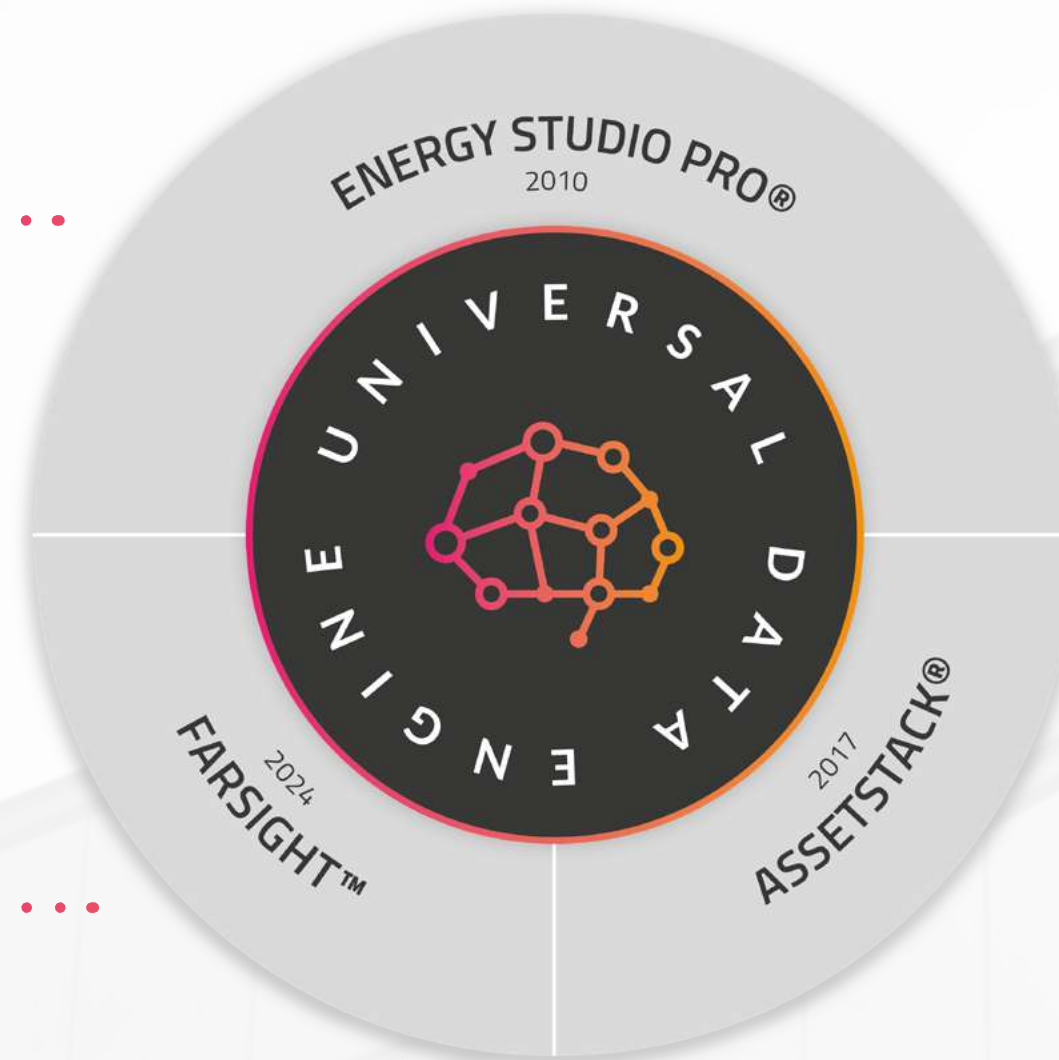 ENERGY STUDIO PRO®
2010
UNIVERSAL DATA ENGINE
2024
FARSIGHT™
2017
ASSETSTACK®